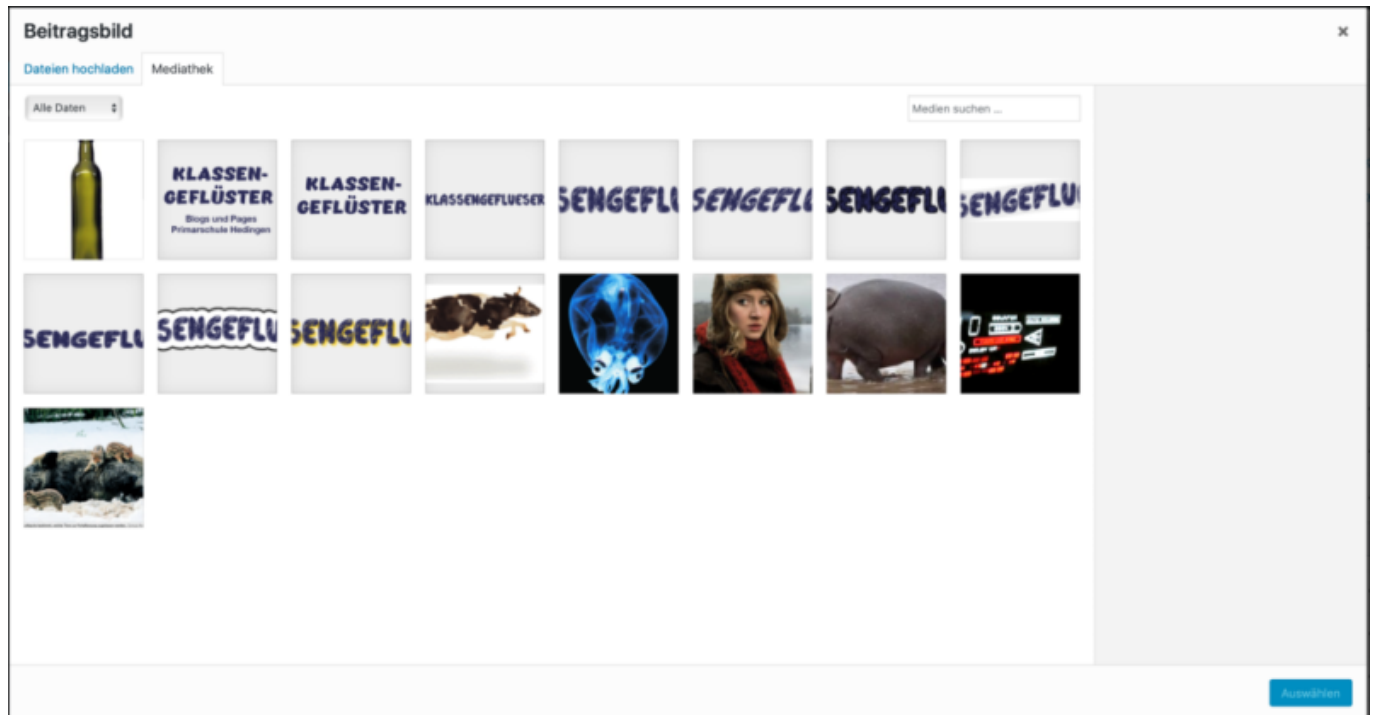 Beitragsbild
×
Dateien hochladen Mediathek
Alle Daten
Medien suchen ...
KLASSEN-
GEFLÜSTER
Blogs und Pages
Primarschule Hedingen
KLASSEN-
GEFLÜSTER
KLASSENGEFLUESER
SENGEFLU
SENGEFLU
SENGEFLU
SENGEFLU
SENGEFLU
SENGEFLU
SENGEFLU
Auswählen